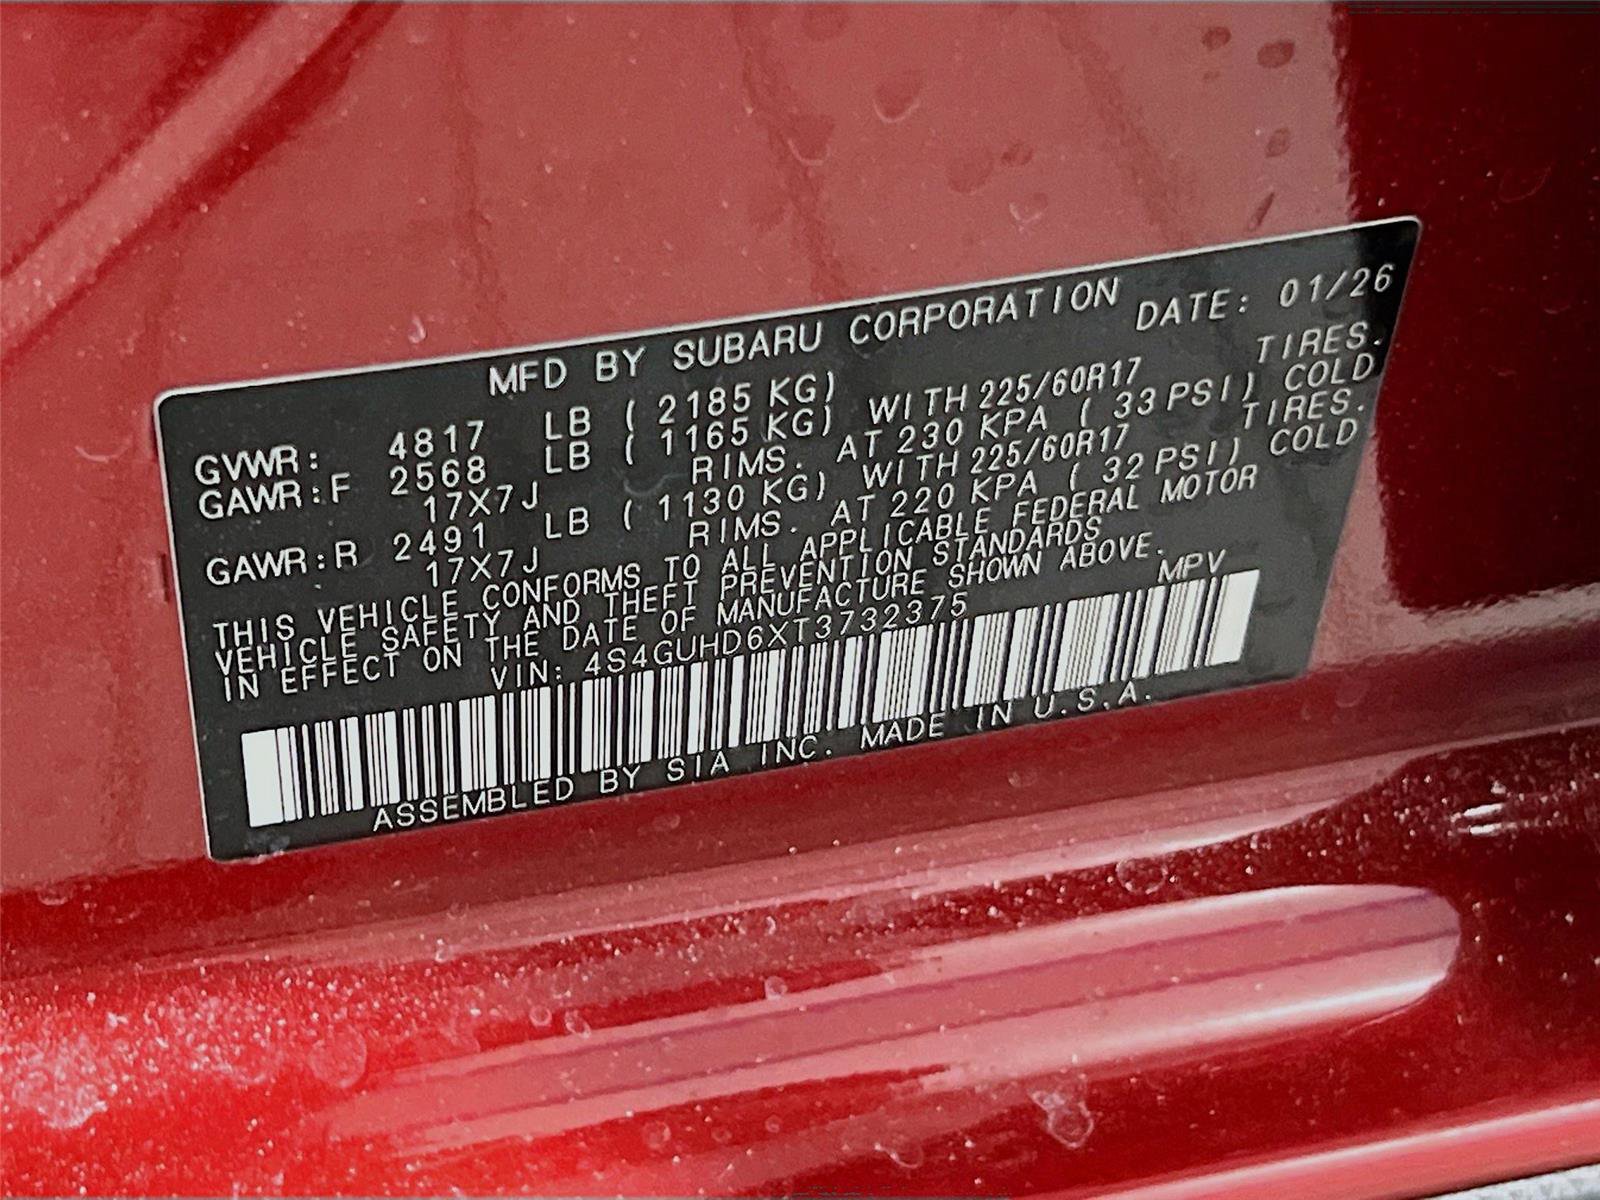 MFD BY SUBARU CORPORATION DATE: 01/26
GVWR: 4817 LB ( 2185 KG)
GAWR:F 2568 LB ( 1165 KG) WITH 225/60R17 TIRES.
17X7J RIMS. AT 230 KPA ( 33 PSI) COLD
GAWR:R 2491 LB ( 1130 KG) WITH 225/60R17 TIRES.
17X7J RIMS. AT 220 KPA ( 32 PSI) COLD
THIS VEHICLE CONFORMS TO ALL APPLICABLE FEDERAL MOTOR
VEHICLE SAFETY AND THEFT PREVENTION STANDARDS
IN EFFECT ON THE DATE OF MANUFACTURE SHOWN ABOVE.
VIN: 4S4GUHD6XT3732375 MPV
ASSEMBLED BY SIA INC. MADE IN U.S.A.